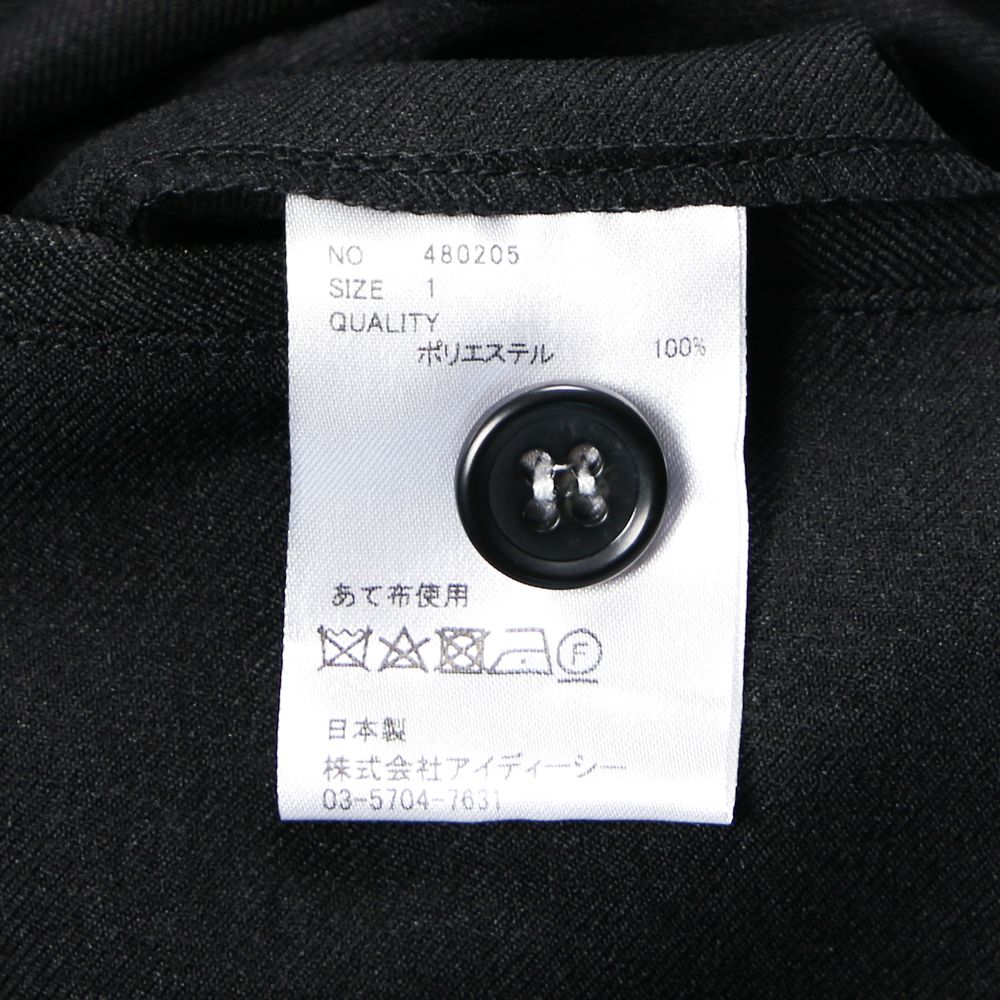 NO 480205
SIZE 1
QUALITY
ポリエステル 100%
あて布使用
F
日本製
株式会社アイディーシー
03-5704-7631